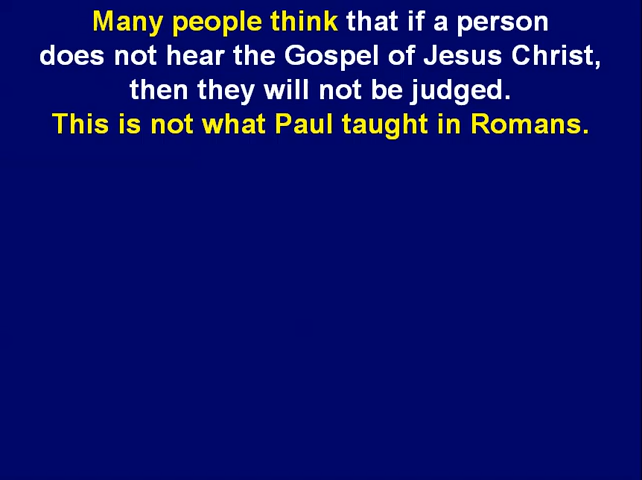 Many people think that if a person
does not hear the Gospel of Jesus Christ,
then they will not be judged.
This is not what Paul taught in Romans.